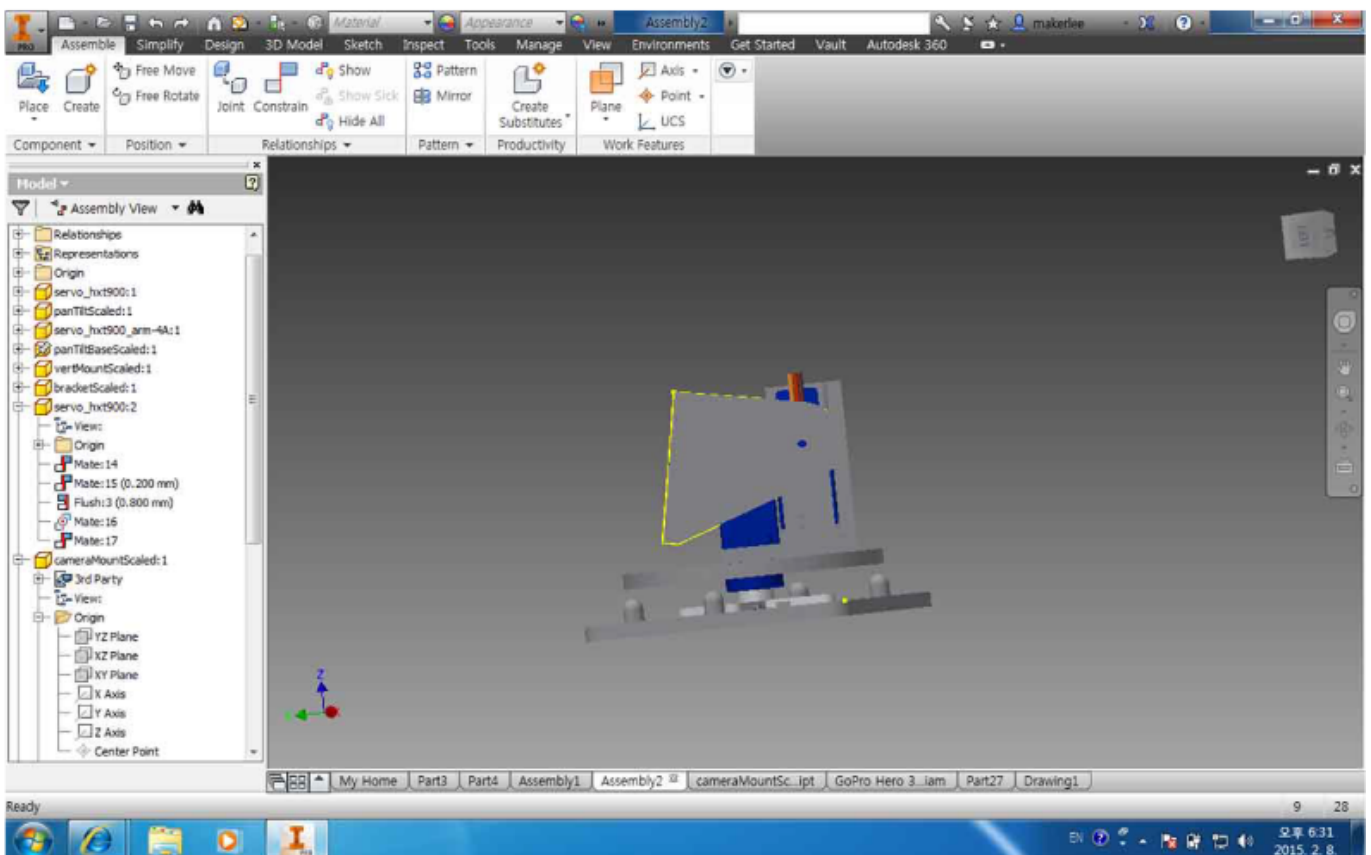 PRO
Material
Appearance
Assembly2
makerlee
Assemble Simplify Design 3D Model Sketch Inspect Tools Manage View Environments Get Started Vault Autodesk 360
Place
Create
Free Move
Free Rotate
Joint
Constrain
Show
Show Sick
Hide All
Pattern
Mirror
Create
Substitutes
Plane
Axis
Point
UCS
Component Position Relationships Pattern Productivity Work Features
Model
Assembly View
Relationships
Representations
Origin
servo_hxt900:1
panTiltScaled:1
servo_hxt900_arm-4A:1
panTiltBaseScaled:1
vertMountScaled:1
bracketScaled:1
servo_hxt900:2
View:
Origin
Mate:14
Mate:15 (0.200 mm)
Flush:3 (0.800 mm)
Mate:16
Mate:17
cameraMountScaled:1
3rd Party
View:
Origin
YZ Plane
XZ Plane
XY Plane
X Axis
Y Axis
Z Axis
Center Point
LEFT
Z
My Home Part3 Part4 Assembly1 Assembly2 cameraMountSc...ipt GoPro Hero 3...iam Part27 Drawing1
Ready
9 28
EN
오후 6:31
2015. 2. 8.